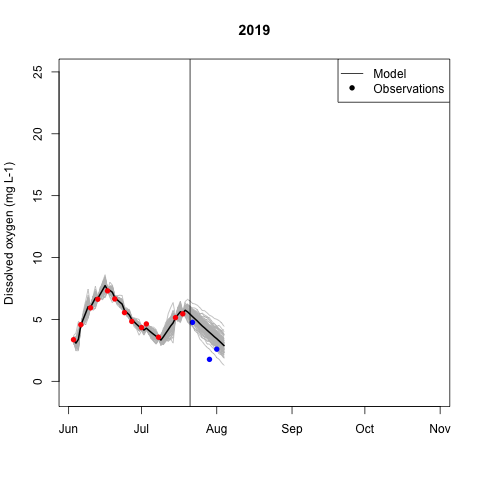 2019
Model
Observations
Dissolved oxygen (mg L-1)
25
20
15
10
5
0
Jun Jul Aug Sep Oct Nov